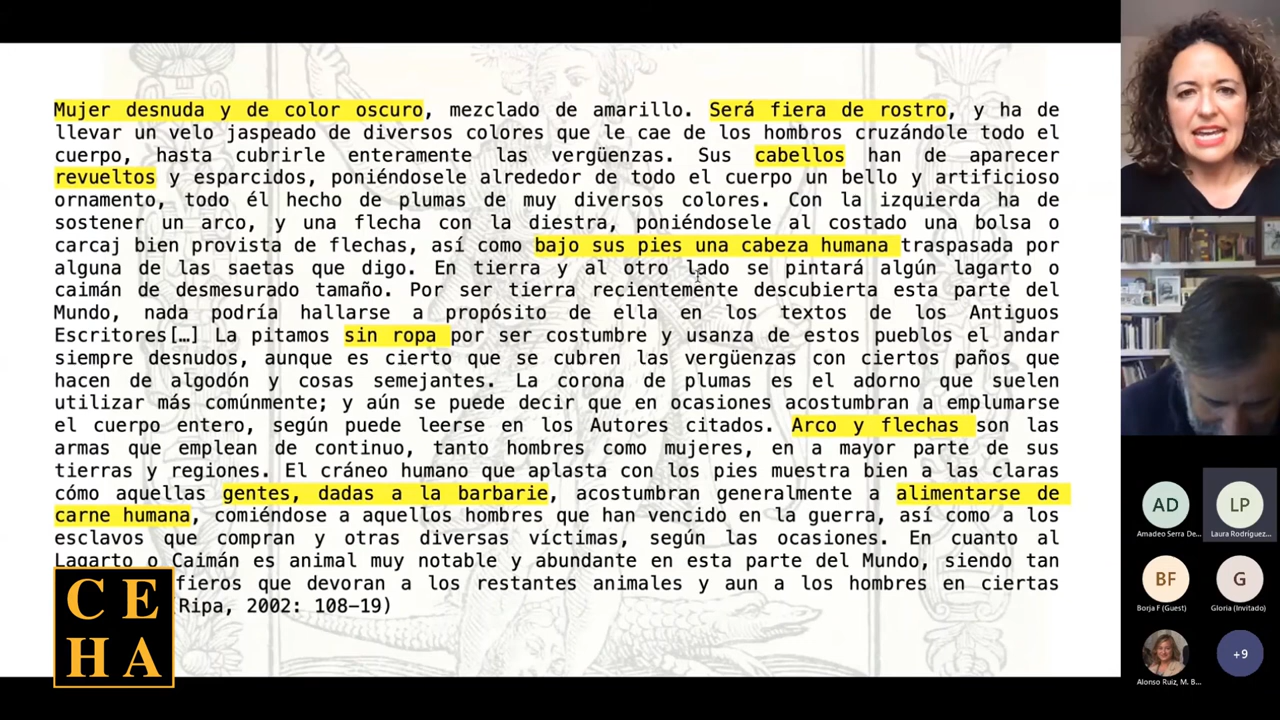 Mujer desnuda y de color oscuro, mezclado de amarillo. Será fiera de rostro, y ha de
llevar un velo jaspeado de diversos colores que le cae de los hombros cruzándole todo el
cuerpo, hasta cubrirle enteramente las vergüenzas. Sus cabellos han de aparecer
revueltos y esparcidos, poniéndosele alrededor de todo el cuerpo un bello y artificioso
ornamento, todo él hecho de plumas de muy diversos colores. Con la izquierda ha de
sostener un arco, y una flecha con la diestra, poniéndosele al costado una bolsa o
carcaj bien provista de flechas, así como bajo sus pies una cabeza humana traspasada por
alguna de las saetas que digo. En tierra y al otro lado se pintará algún lagarto o
caimán de desmesurado tamaño. Por ser tierra recientemente descubierta esta parte del
Mundo, nada podría hallarse a propósito de ella en los textos de los Antiguos
Escritores[…] La pitamos sin ropa por ser costumbre y usanza de estos pueblos el andar
siempre desnudos, aunque es cierto que se cubren las vergüenzas con ciertos paños que
hacen de algodón y cosas semejantes. La corona de plumas es el adorno que suelen
utilizar más comúnmente; y aún se puede decir que en ocasiones acostumbran a emplumarse
el cuerpo entero, según puede leerse en los Autores citados. Arco y flechas son las
armas que emplean de continuo, tanto hombres como mujeres, en a mayor parte de sus
tierras y regiones. El cráneo humano que aplasta con los pies muestra bien a las claras
cómo aquellas gentes, dadas a la barbarie, acostumbran generalmente a alimentarse de
carne humana, comiéndose a aquellos hombres que han vencido en la guerra, así como a los
esclavos que compran y otras diversas víctimas, según las ocasiones. En cuanto al
Lagarto o Caimán es animal muy notable y abundante en esta parte del Mundo, siendo tan
fieros que devoran a los restantes animales y aun a los hombres en ciertas
Ripa, 2002: 108-19)
CE
HA
AD
LP
Amadeo Serra De...
Laura Rodríguez...
BF
G
Borja F (Guest)
Gloria (Invitado)
+9
Alonso Ruiz, M. B...